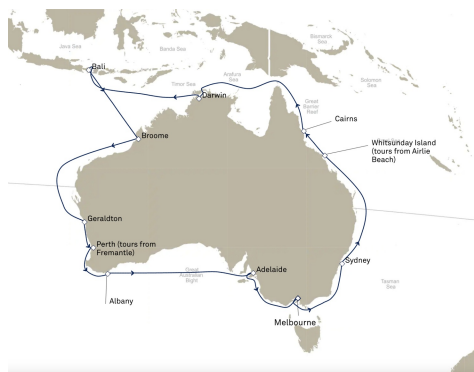 Java Sea
Banda Sea
Bismarck
Sea
Solomon
Sea
Bali
Timor Sea
Arafura
Sea
Darwin
Great
Barrier
Reef
Cairns
Broome
Whitsunday Island
(tours from Airlie
Beach)
Geraldton
Perth (tours from
Fremantle)
Sydney
Great
Australian
Bight
Adelaide
Tasman
Sea
Albany
Melbourne